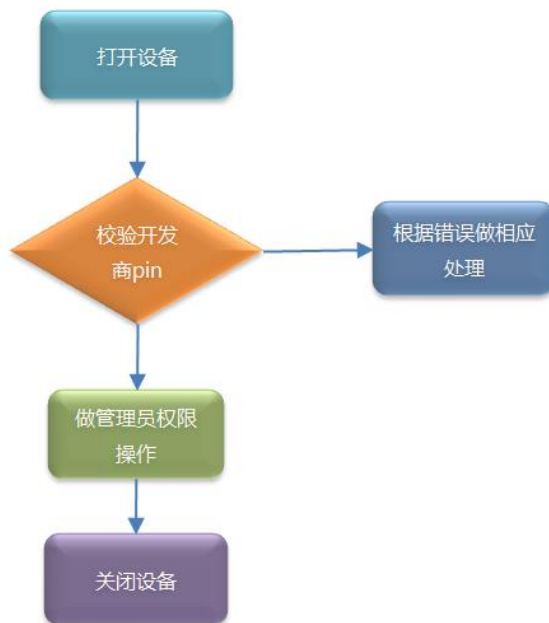 打开设备
校验开发
商pin
根据错误做相应
处理
做管理员权限
操作
关闭设备